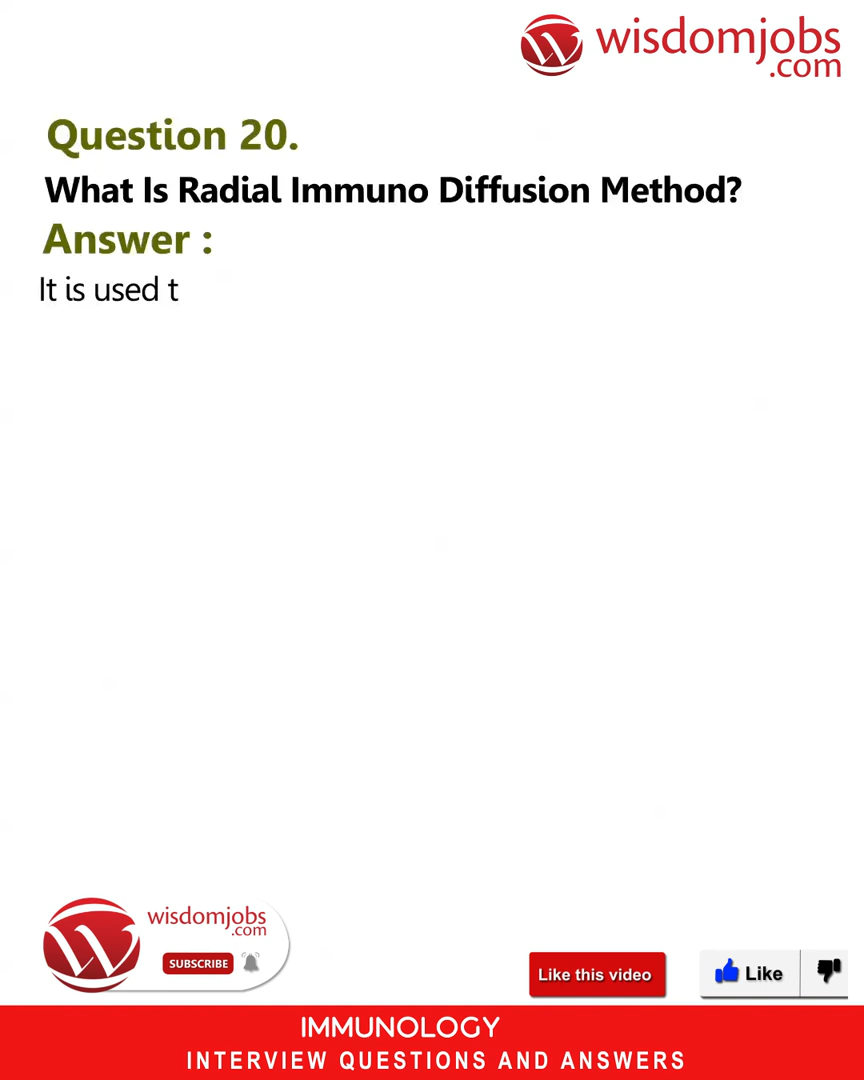 wisdomjobs
.com
Question 20.
What Is Radial Immuno Diffusion Method?
Answer :
It is used t
wisdomjobs
.com
SUBSCRIBE
Like this video
Like
IMMUNOLOGY
INTERVIEW QUESTIONS AND ANSWERS